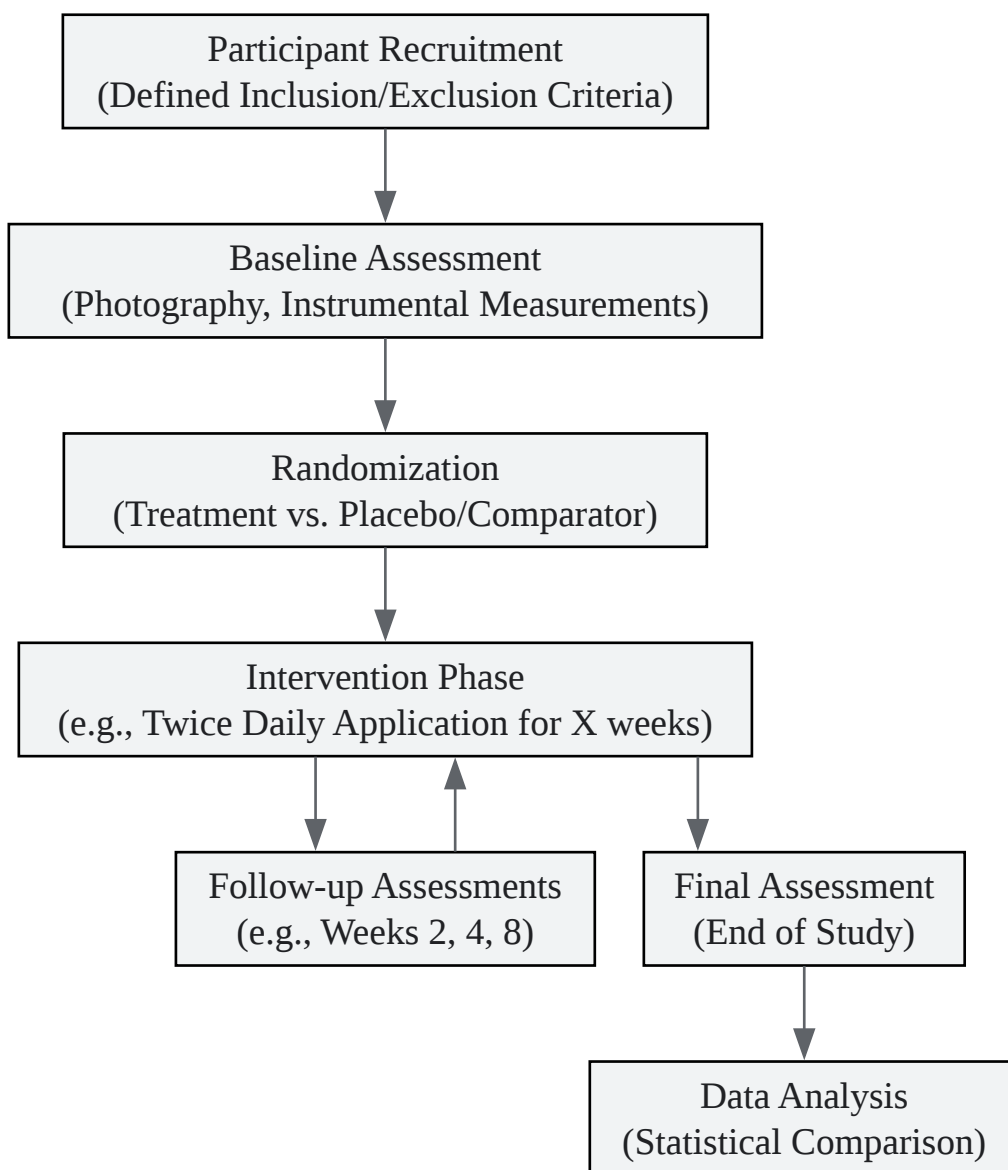 Participant Recruitment
(Defined Inclusion/Exclusion Criteria)
Baseline Assessment
(Photography, Instrumental Measurements)
Randomization
(Treatment vs. Placebo/Comparator)
Intervention Phase
(e.g., Twice Daily Application for X weeks)
Follow-up Assessments
(e.g., Weeks 2, 4, 8)
Final Assessment
(End of Study)
Data Analysis
(Statistical Comparison)